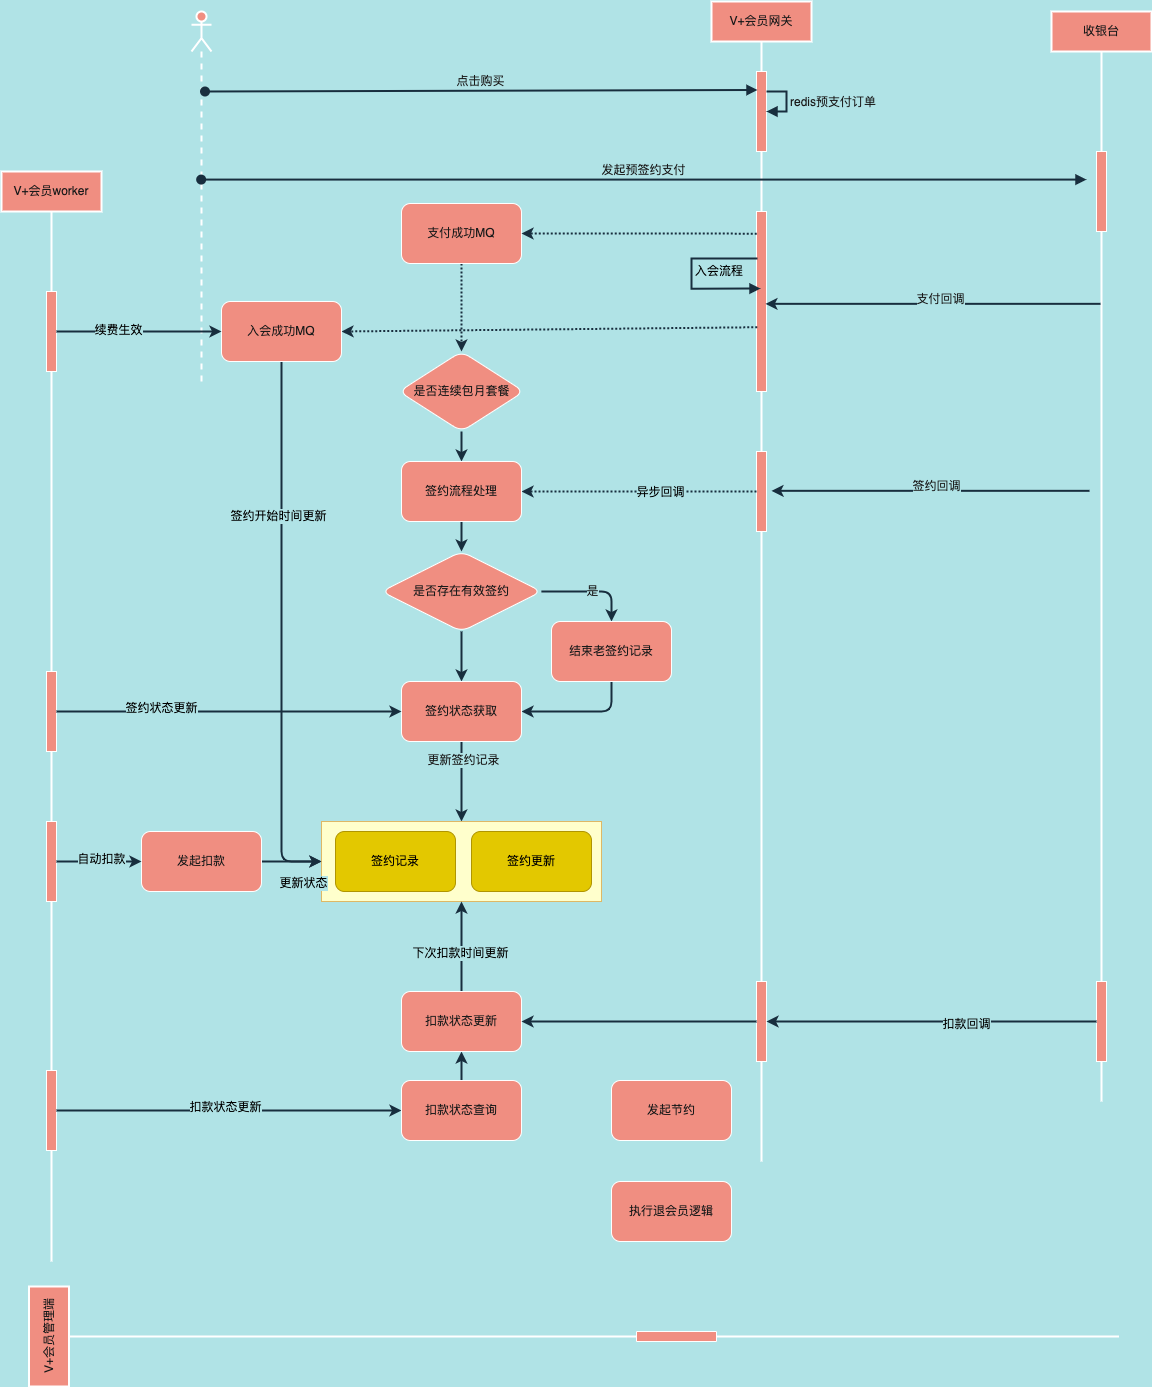 V+会员网关
收银台
点击购买
redis预支付订单
发起预签约支付
V+会员worker
支付成功MQ
入会流程
支付回调
续费生效
入会成功MQ
是否连续包月套餐
签约流程处理
异步回调
签约回调
签约开始时间更新
是否存在有效签约
是
结束老签约记录
签约状态更新
签约状态获取
更新签约记录
自动扣款
发起扣款
签约记录
签约更新
更新状态
下次扣款时间更新
扣款状态更新
扣款回调
扣款状态更新
扣款状态查询
发起节约
执行退会员逻辑
V+会员管理端